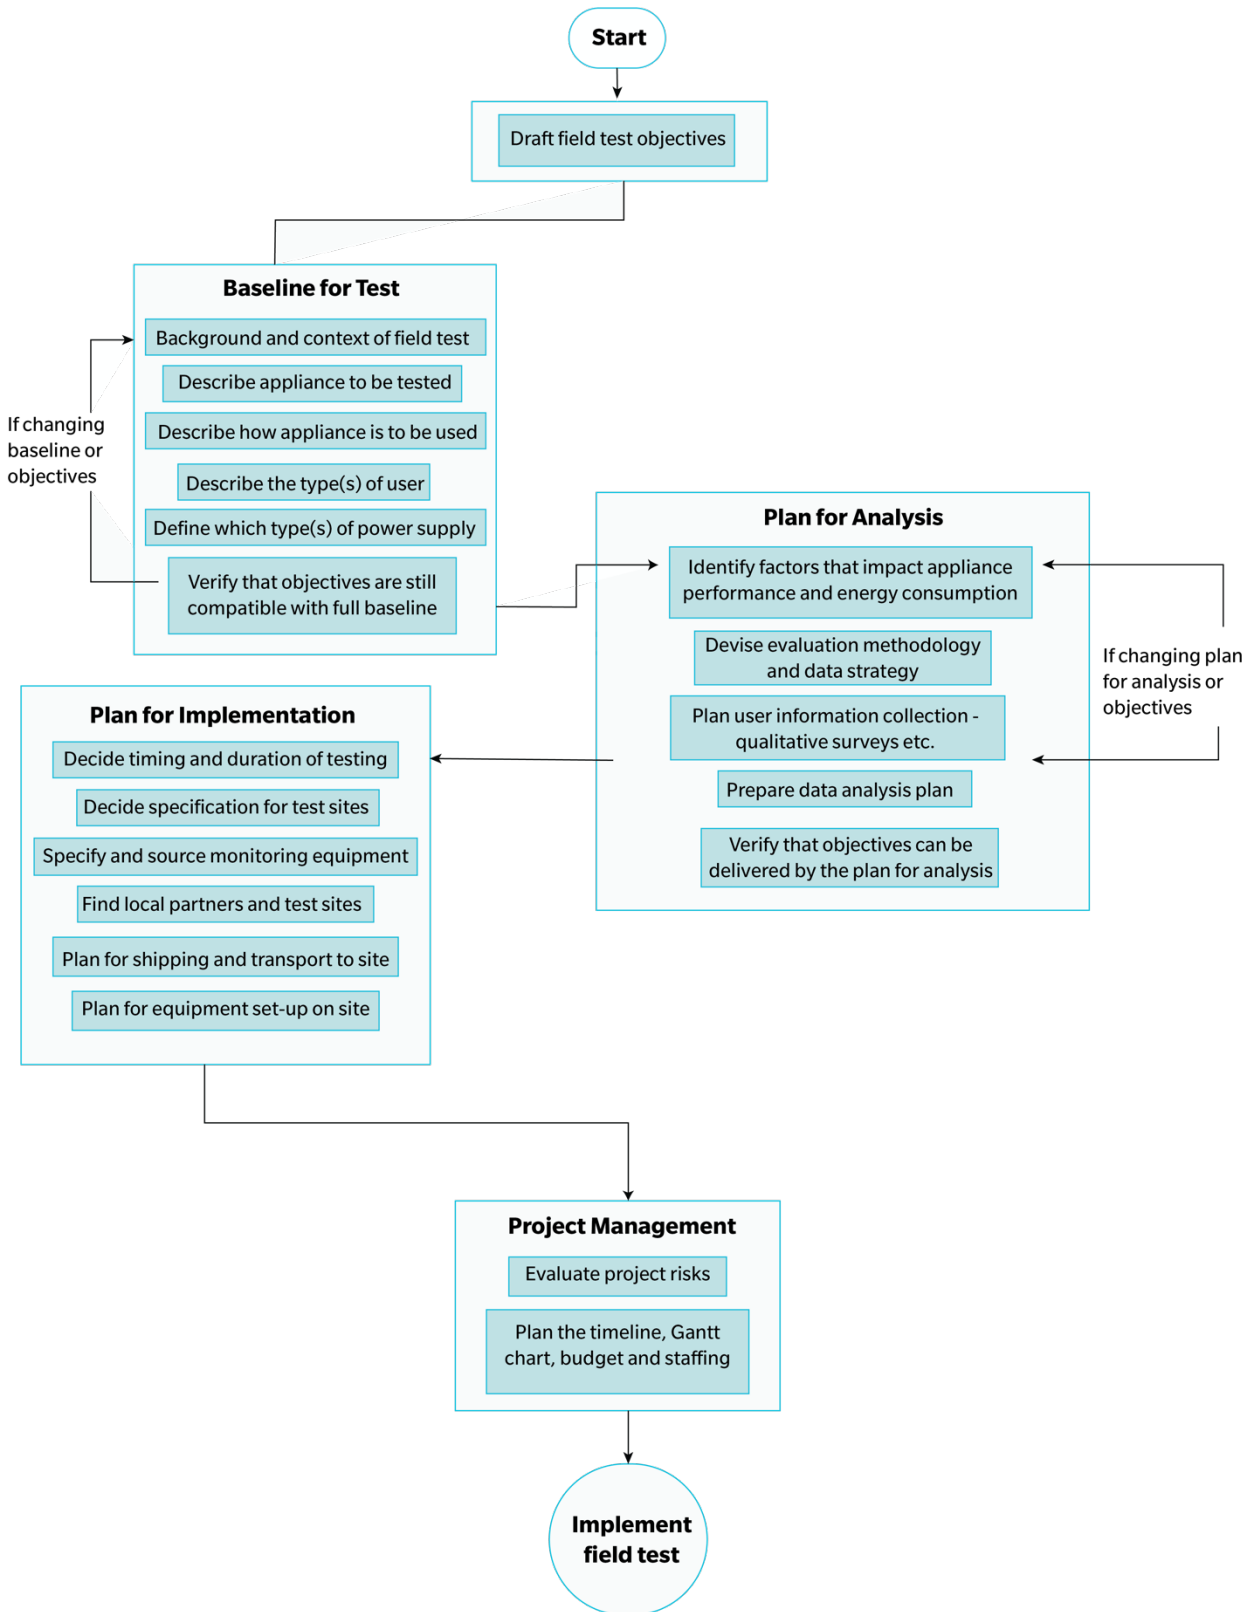 Start
Draft field test objectives
Baseline for Test
Background and context of field test
Describe appliance to be tested
Describe how appliance is to be used
Describe the type(s) of user
Define which type(s) of power supply
Verify that objectives are still
compatible with full baseline
If changing
baseline or
objectives
Plan for Analysis
Identify factors that impact appliance
performance and energy consumption
Devise evaluation methodology
and data strategy
Plan user information collection -
qualitative surveys etc.
Prepare data analysis plan
Verify that objectives can be
delivered by the plan for analysis
If changing plan
for analysis or
objectives
Plan for Implementation
Decide timing and duration of testing
Decide specification for test sites
Specify and source monitoring equipment
Find local partners and test sites
Plan for shipping and transport to site
Plan for equipment set-up on site
Project Management
Evaluate project risks
Plan the timeline, Gantt
chart, budget and staffing
Implement
field test